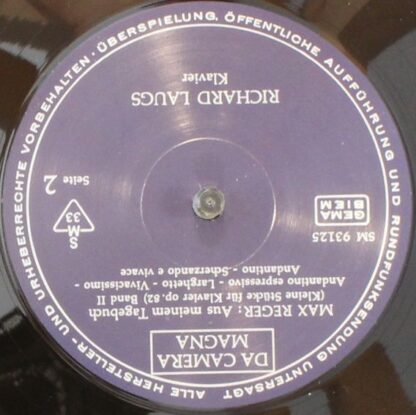 DA CAMERA
MAGNA
MAX REGER: Aus meinem Tagebuch
(Kleine Stücke für Klavier op. 82) Band II
Andantino espressivo - Larghetto - Vivacissimo -
Andantino - Scherzando e vivace
SM 93125
GEMA
BIEM
S
M
33
Seite 2
RICHARD LAUGS
Klavier
ALLE HERSTELLER- UND URHEBERRECHTE VORBEHALTEN · ÜBERSPIELUNG, ÖFFENTLICHE AUFFÜHRUNG UND RUNDFUNKSENDUNG UNTERSAGT ·